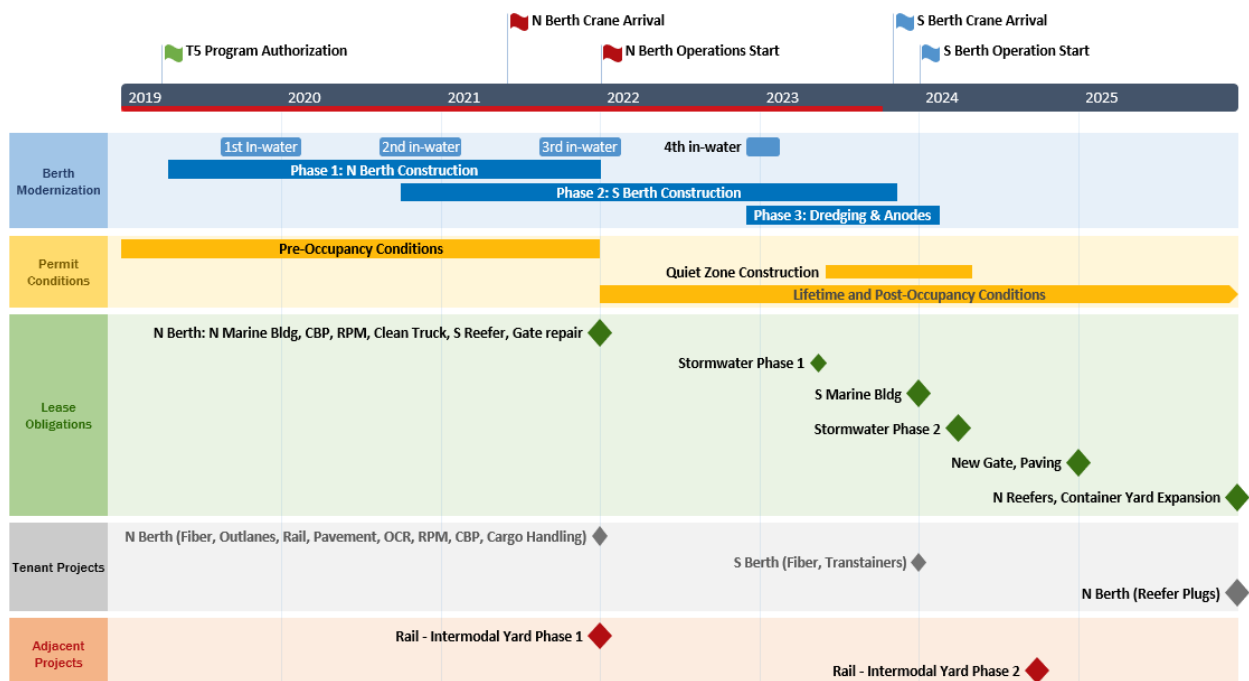 N Berth Crane Arrival
S Berth Crane Arrival
T5 Program Authorization
N Berth Operations Start
S Berth Operation Start
2019 2020 2021 2022 2023 2024 2025
Berth
Modernization
1st In-water
2nd in-water
3rd in-water
4th in-water
Phase 1: N Berth Construction
Phase 2: S Berth Construction
Phase 3: Dredging & Anodes
Permit
Conditions
Pre-Occupancy Conditions
Quiet Zone Construction
Lifetime and Post-Occupancy Conditions
Lease
Obligations
N Berth: N Marine Bldg, CBP, RPM, Clean Truck, S Reefer, Gate repair
Stormwater Phase 1
S Marine Bldg
Stormwater Phase 2
New Gate, Paving
N Reefers, Container Yard Expansion
Tenant Projects
N Berth (Fiber, Outlanes, Rail, Pavement, OCR, RPM, CBP, Cargo Handling)
S Berth (Fiber, Transtainers)
N Berth (Reefer Plugs)
Adjacent
Projects
Rail - Intermodal Yard Phase 1
Rail - Intermodal Yard Phase 2